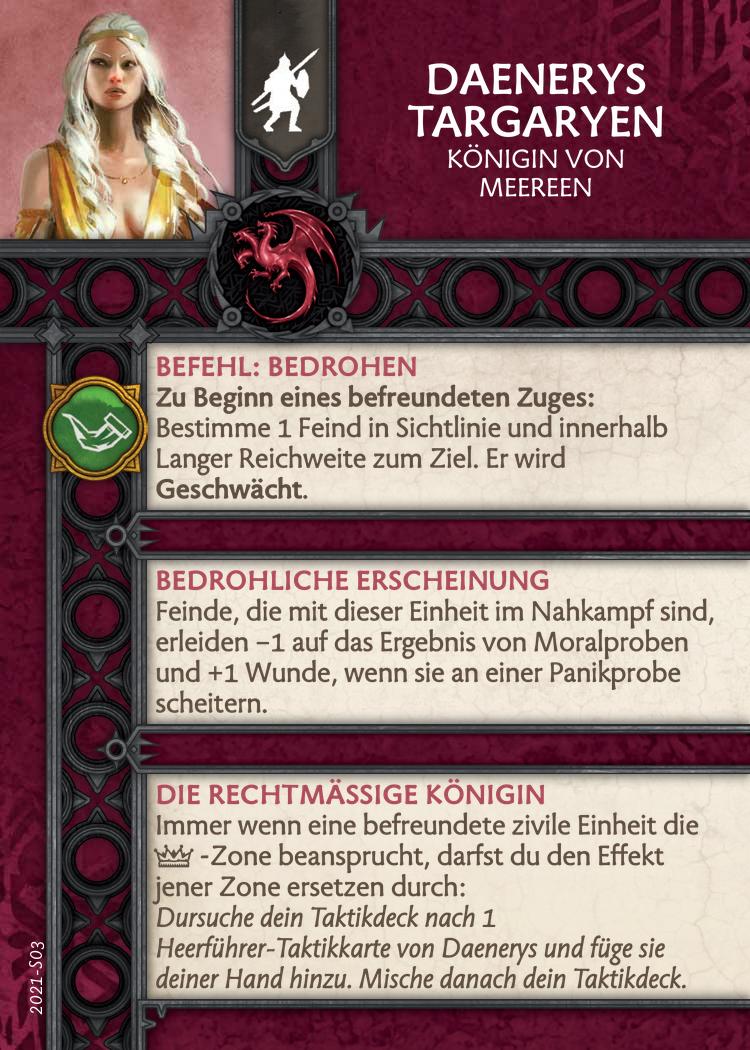 DAENERYS
TARGARYEN
KÖNIGIN VON
MEEREEN
BEFEHL: BEDROHEN
Zu Beginn eines befreundeten Zuges:
Bestimme 1 Feind in Sichtlinie und innerhalb
Langer Reichweite zum Ziel. Er wird
Geschwächt.
BEDROHLICHE ERSCHEINUNG
Feinde, die mit dieser Einheit im Nahkampf sind,
erleiden –1 auf das Ergebnis von Moralproben
und +1 Wunde, wenn sie an einer Panikprobe
scheitern.
DIE RECHTMÄSSIGE KÖNIGIN
Immer wenn eine befreundete zivile Einheit die
-Zone beansprucht, darfst du den Effekt
jener Zone ersetzen durch:
Dursuche dein Taktikdeck nach 1
Heerführer-Taktikkarte von Daenerys und füge sie
deiner Hand hinzu. Mische danach dein Taktikdeck.
2021-S03